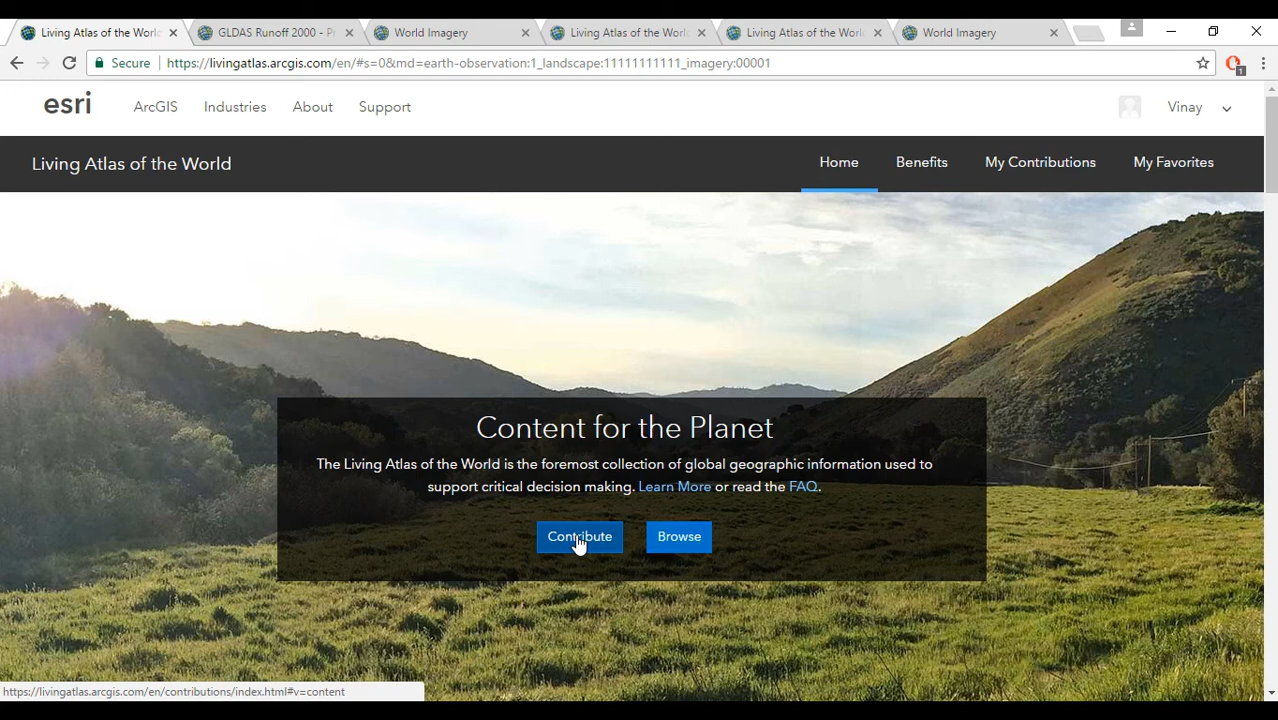 Living Atlas of the World
GLDAS Runoff 2000 - P
World Imagery
Living Atlas of the World
Living Atlas of the World
World Imagery
Secure
https://livingatlas.arcgis.com/en/#s=0&md=earth-observation:1_landscape:11111111111_imagery:00001
1
esri ArcGIS Industries About Support Vinay
Living Atlas of the World Home Benefits My Contributions My Favorites
Content for the Planet
The Living Atlas of the World is the foremost collection of global geographic information used to
support critical decision making. Learn More or read the FAQ.
Contribute Browse
https://livingatlas.arcgis.com/en/contributions/index.html#v=content